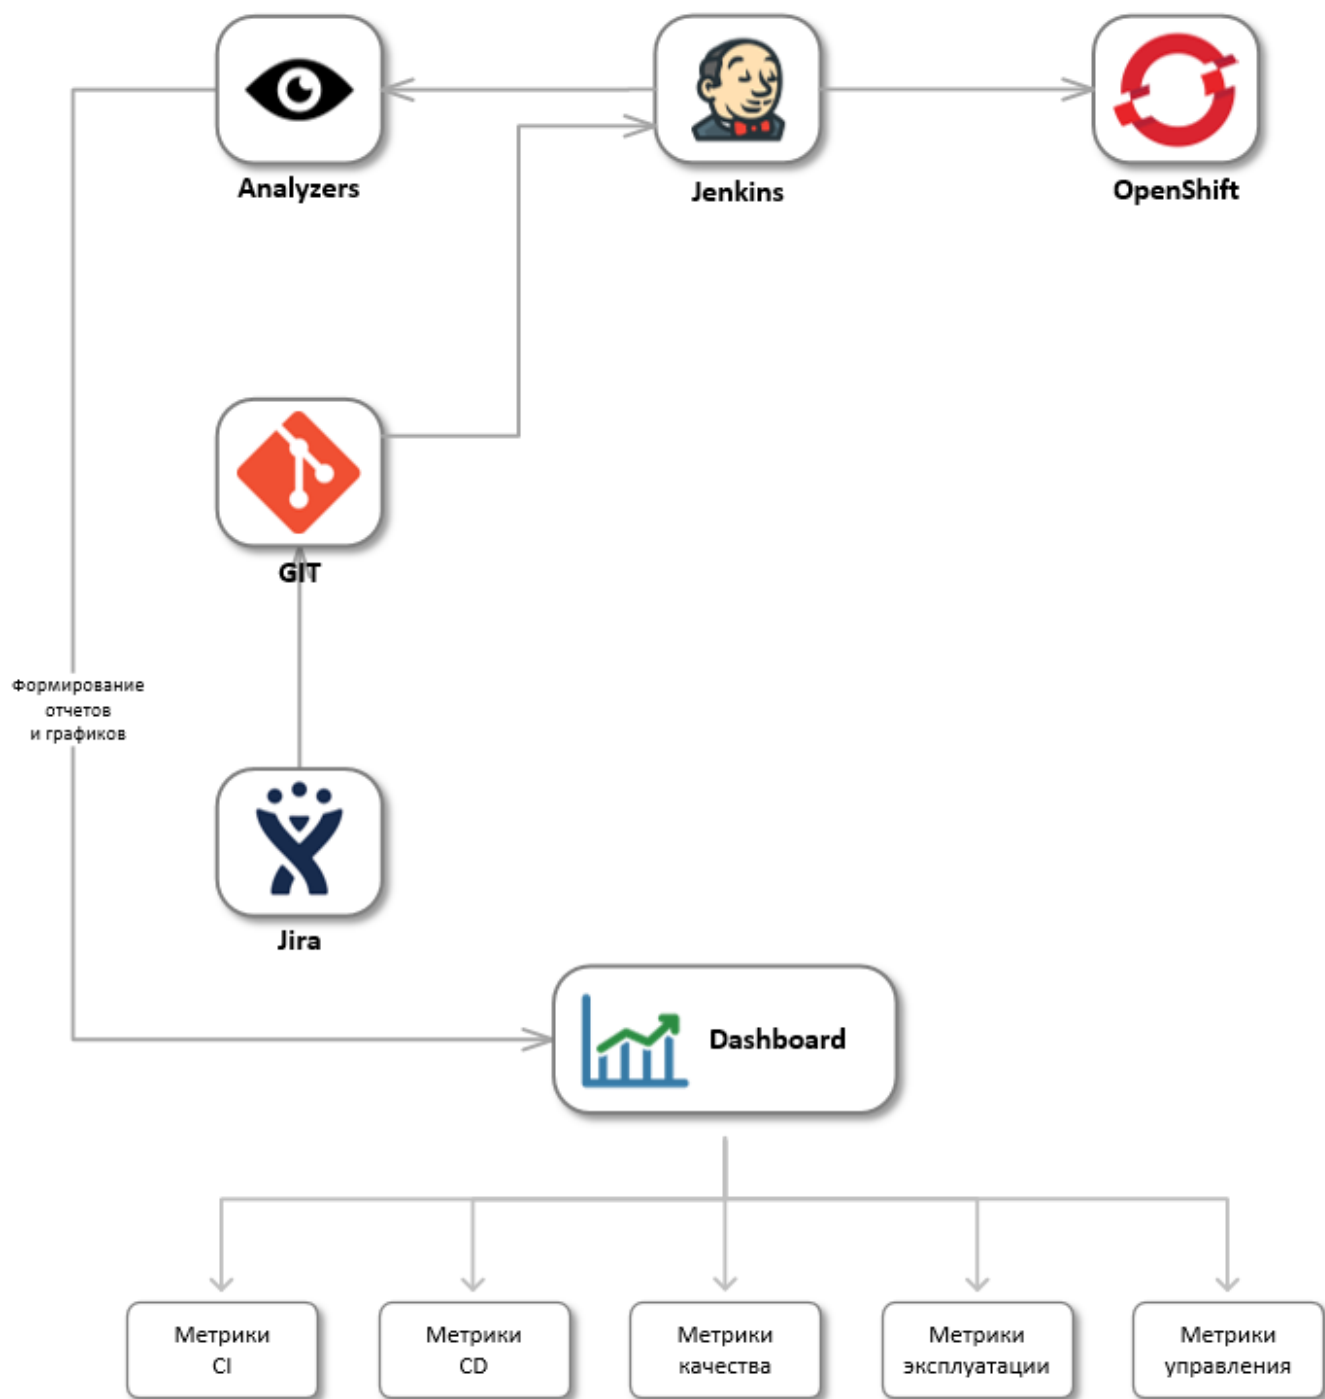 Analyzers
Jenkins
OpenShift
GIT
Формирование
отчетов
и графиков
Jira
Dashboard
Метрики
CI
Метрики
CD
Метрики
качества
Метрики
эксплуатации
Метрики
управления